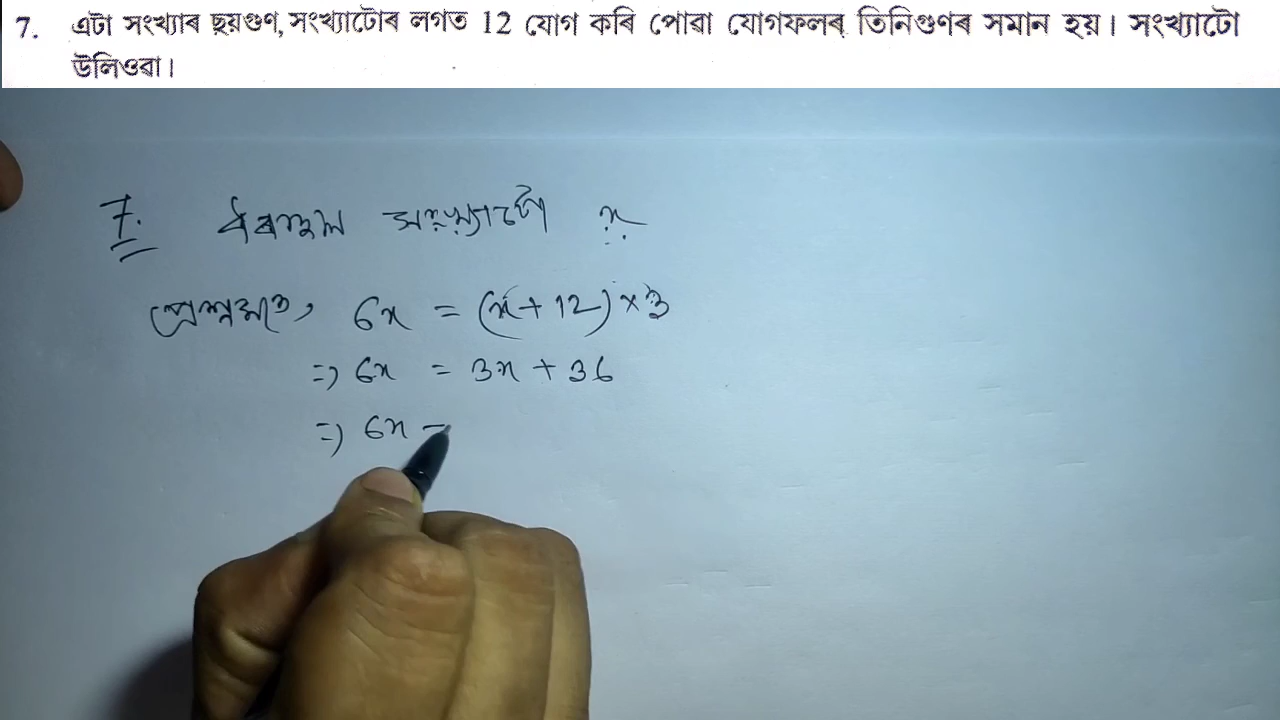 7. এটা সংখ্যাৰ ছয়গুণ, সংখ্যাটোৰ লগত 12 যোগ কৰি পোৱা যোগফলৰ তিনিগুণৰ সমান হয়। সংখ্যাটো
উলিওৱা।
7. ধৰাহ'ল সংখ্যাটো x
প্ৰশ্নমতে, 6x = (x + 12) × 3
=> 6x = 3x + 36
=> 6x -